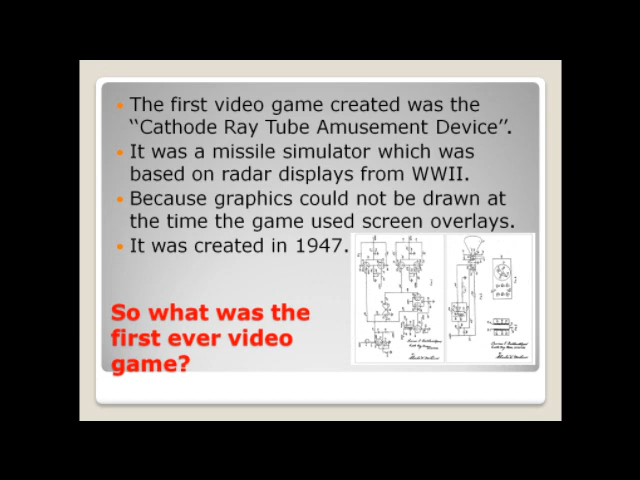 The first video game created was the
“Cathode Ray Tube Amusement Device”.
It was a missile simulator which was
based on radar displays from WWII.
Because graphics could not be drawn at
the time the game used screen overlays.
It was created in 1947.
So what was the
first ever video
game?